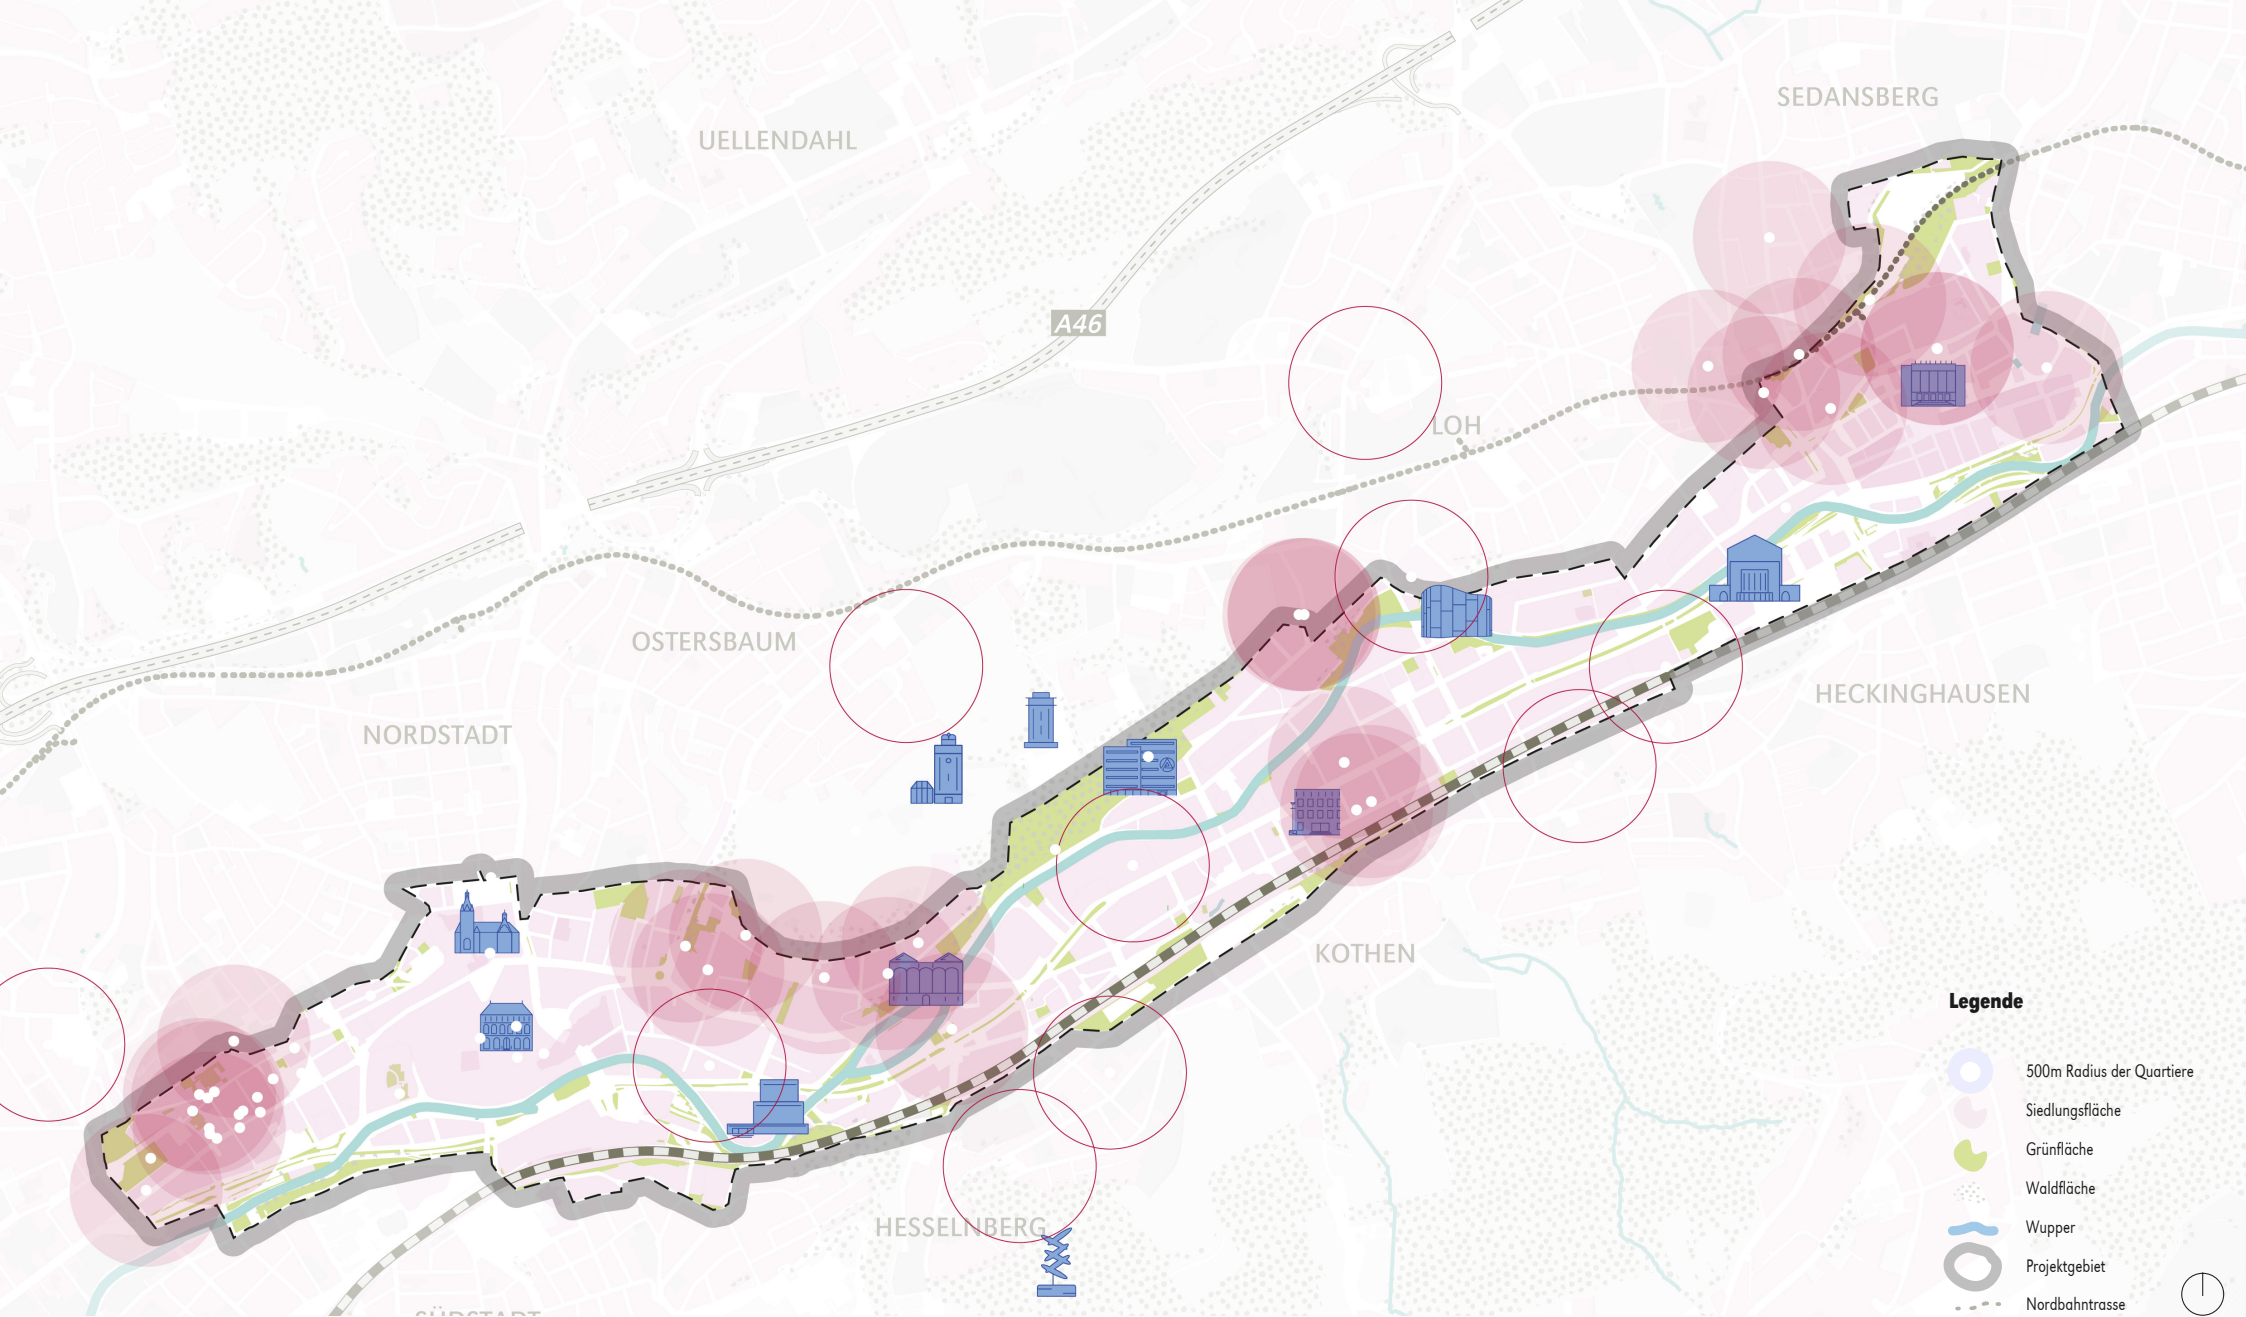 SEDANSBERG
UELLENDAHL
A46
LOH
OSTERSBAUM
HECKINGHAUSEN
NORDSTADT
KOTHEN
HESSELNBERG
SÜDSTADT
Legende
500m Radius der Quartiere
Siedlungsfläche
Grünfläche
Waldfläche
Wupper
Projektgebiet
Nordbahntrasse